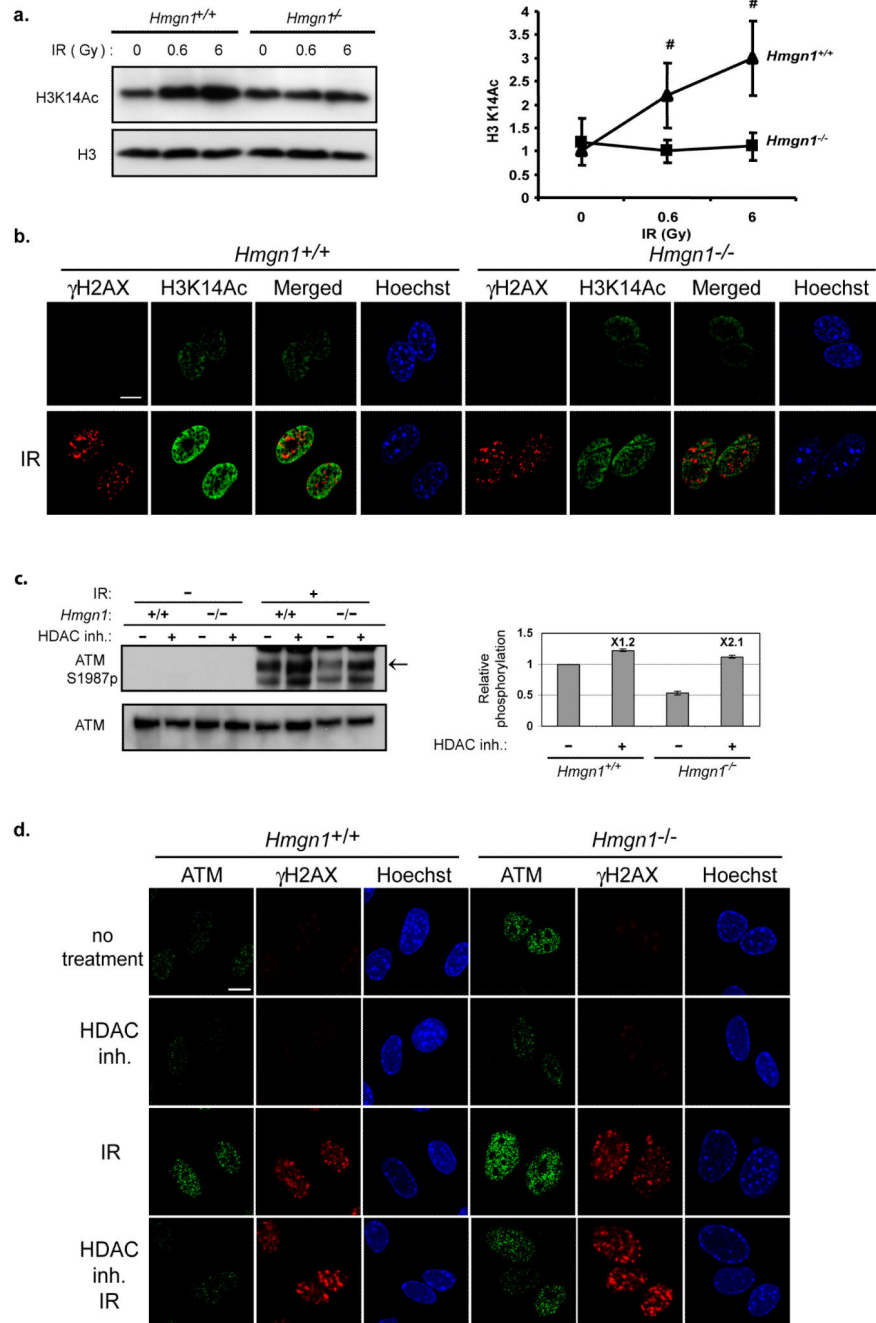 a.
Hmgn1+/+ Hmgn1-/-
IR ( Gy) : 0 0.6 6 0 0.6 6
H3K14Ac
H3
H3 K14Ac
4
3.5
3
2.5
2
1.5
1
0.5
0
# #
Hmgn1+/+
Hmgn1-/-
0 0.6 6
IR (Gy)
b.
Hmgn1+/+ Hmgn1-/-
γH2AX H3K14Ac Merged Hoechst γH2AX H3K14Ac Merged Hoechst
IR
c.
IR: − +
Hmgn1: +/+ −/− +/+ −/−
HDAC inh.: − + − + − + − +
ATM ←
S1987p
ATM
Relative
phosphorylation
1.5
1
0.5
0
X1.2 X2.1
HDAC inh.: − + − +
Hmgn1+/+ Hmgn1-/-
d.
Hmgn1+/+ Hmgn1-/-
ATM γH2AX Hoechst ATM γH2AX Hoechst
no
treatment
HDAC
inh.
IR
HDAC
inh.
IR